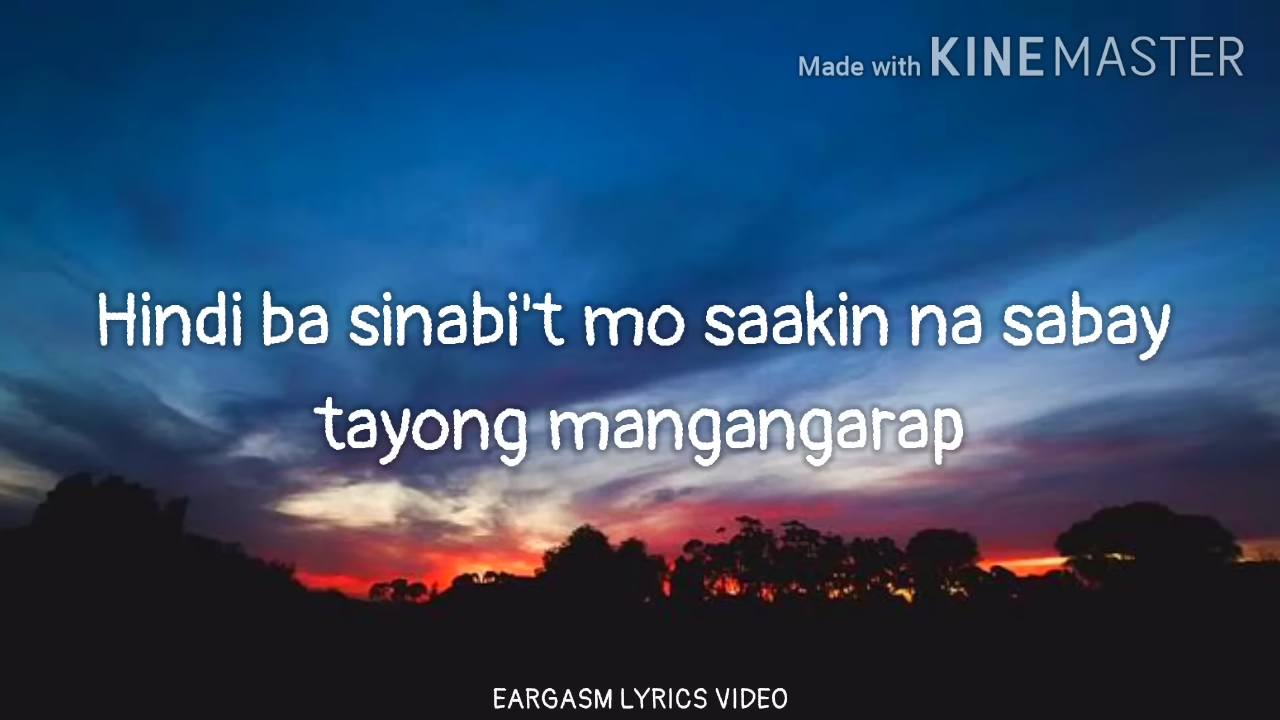 Made with KINEMASTER
Hindi ba sinabi't mo saakin na sabay
tayong mangangarap
EARGASM LYRICS VIDEO